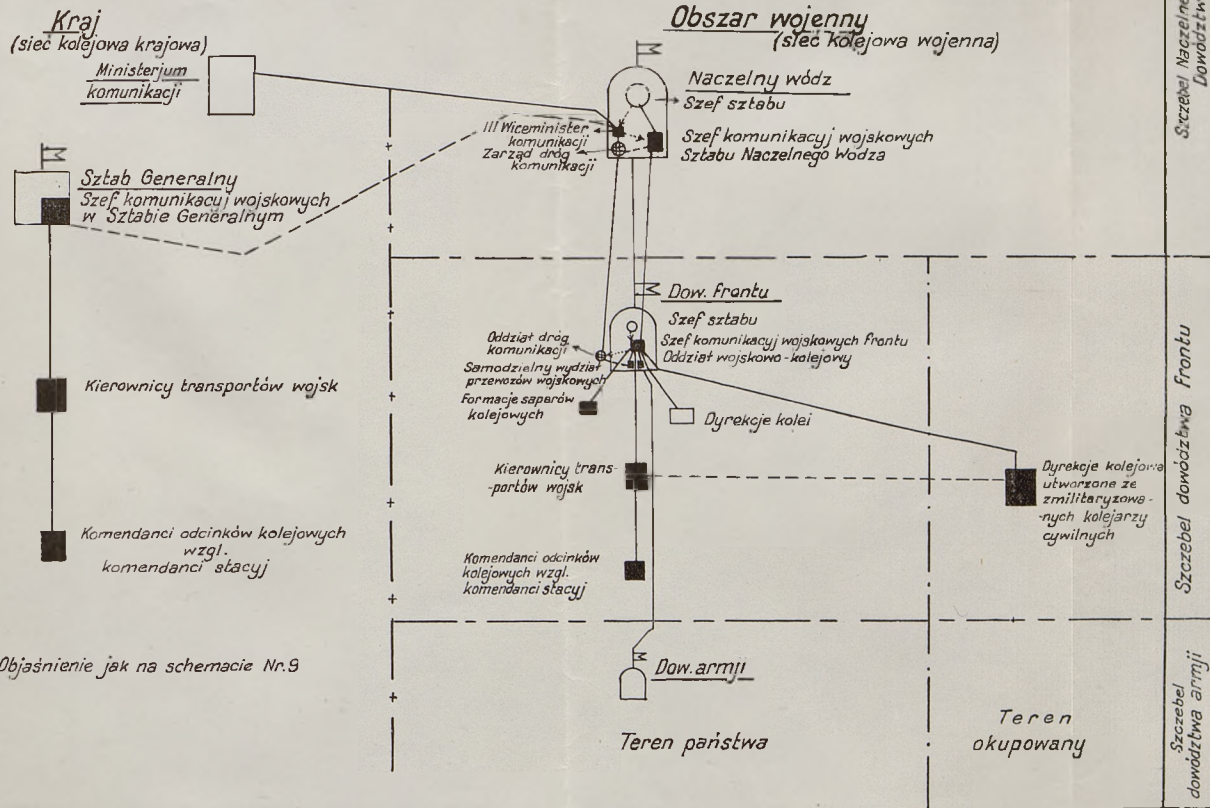 Kraj
(sieć kolejowa krajowa)
Ministerjum
komunikacji
Sztab Generalny
Szef komunikacyj wojskowych
w Sztabie Generalnym
Kierownicy transportów wojsk
Komendanci odcinków kolejowych
wzgl.
komendanci stacyj
Objaśnienie jak na schemacie Nr.9
Obszar wojenny
(sieć kolejowa wojenna)
Naczelny wódz
Szef sztabu
III Wiceminister
komunikacji
Zarząd dróg
komunikacji
Szef komunikacyj wojskowych
Sztabu Naczelnego Wodza
Dow. frontu
Szef sztabu
Szef komunikacyj wojskowych frontu
Oddział wojskowo-kolejowy
Oddział dróg
komunikacji
Samodzielny wydział
przewozów wojskowych
Formacje saperów
kolejowych
Dyrekcje kolei
Kierownicy trans-
-portów wojsk
Komendanci odcinków
kolejowych wzgl.
komendanci stacyj
Dyrekcje kolejowe
utworzone ze
zmilitaryzowa-
-nych kolejarzy
cywilnych
Dow. armji
Teren państwa
Teren
okupowany
Szczebel Naczelne
Dowództw
Szczebel dowództwa frontu
Szczebel
dowództwa armji